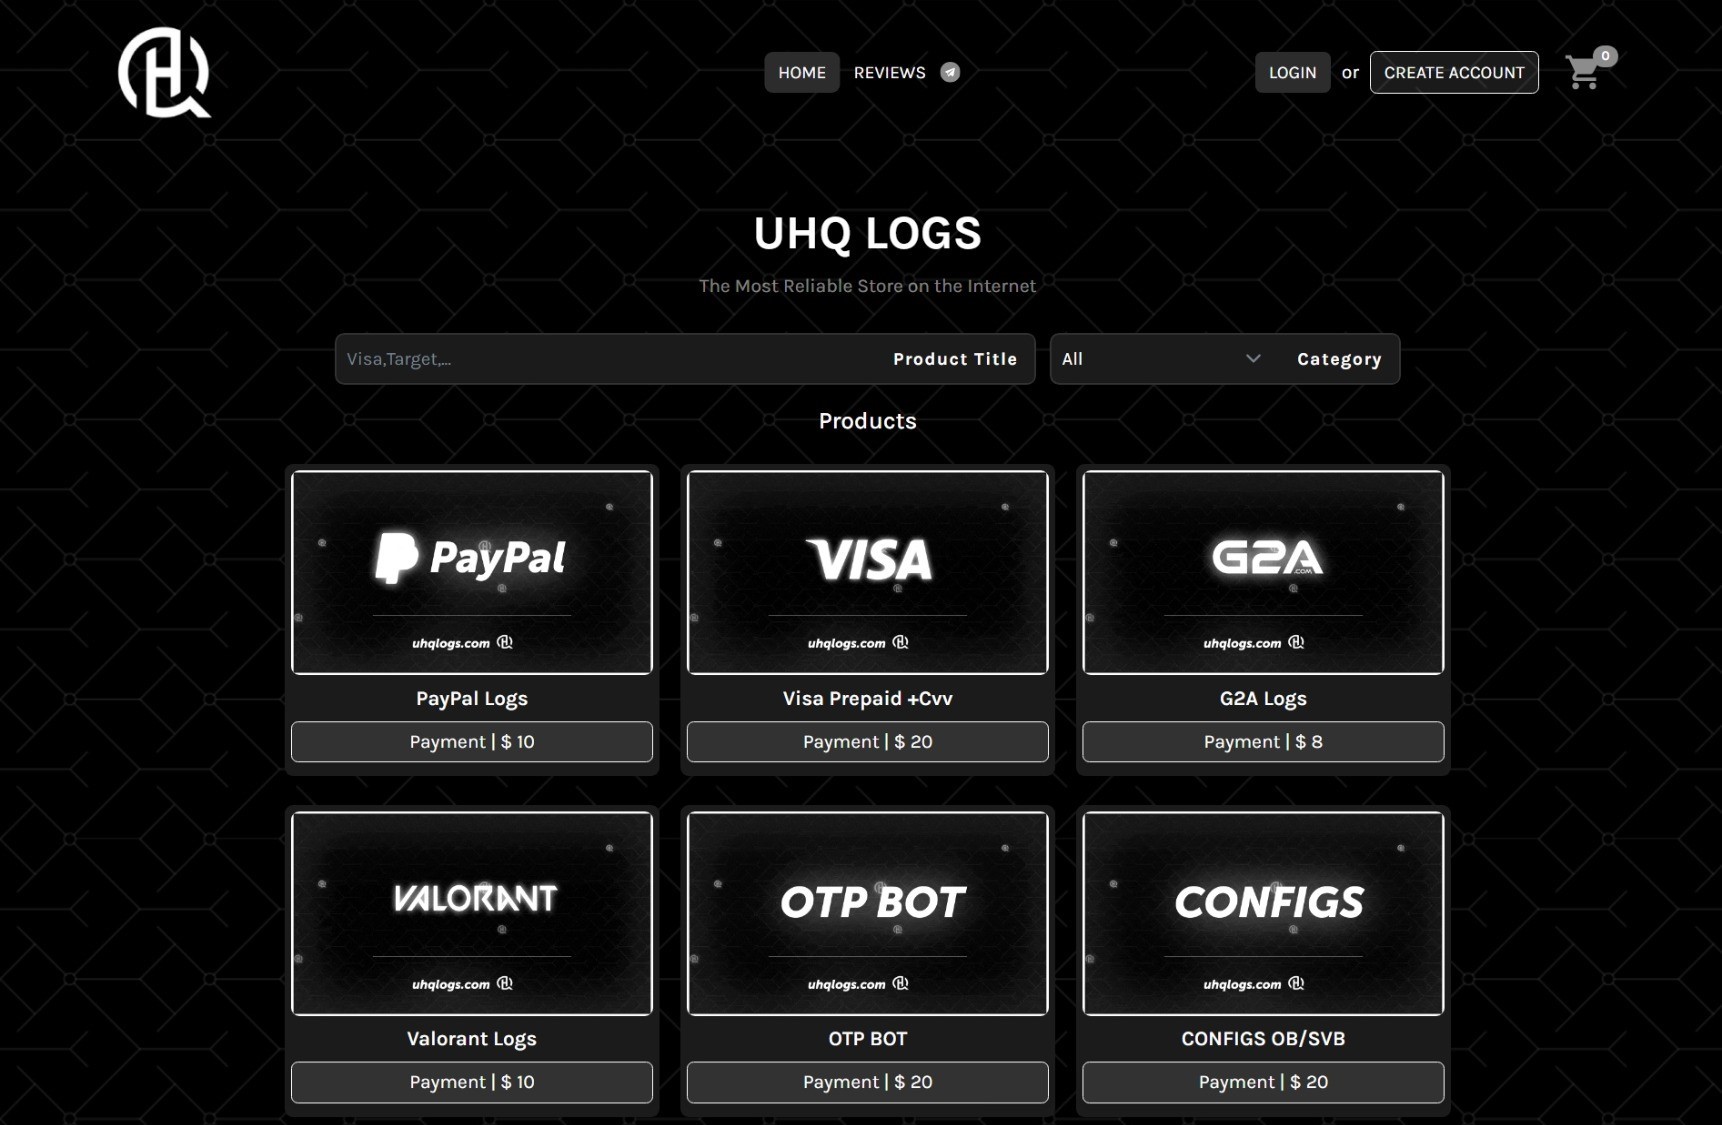 HOME REVIEWS LOGIN or CREATE ACCOUNT 0
UHQ LOGS
The Most Reliable Store on the Internet
Visa,Target,... Product Title All Category
Products
PayPal VISA G2A .COM
uhqlogs.com uhqlogs.com uhqlogs.com
PayPal Logs Visa Prepaid +Cvv G2A Logs
Payment | $ 10 Payment | $ 20 Payment | $ 8
VALORANT OTP BOT CONFIGS
uhqlogs.com uhqlogs.com uhqlogs.com
Valorant Logs OTP BOT CONFIGS OB/SVB
Payment | $ 10 Payment | $ 20 Payment | $ 20